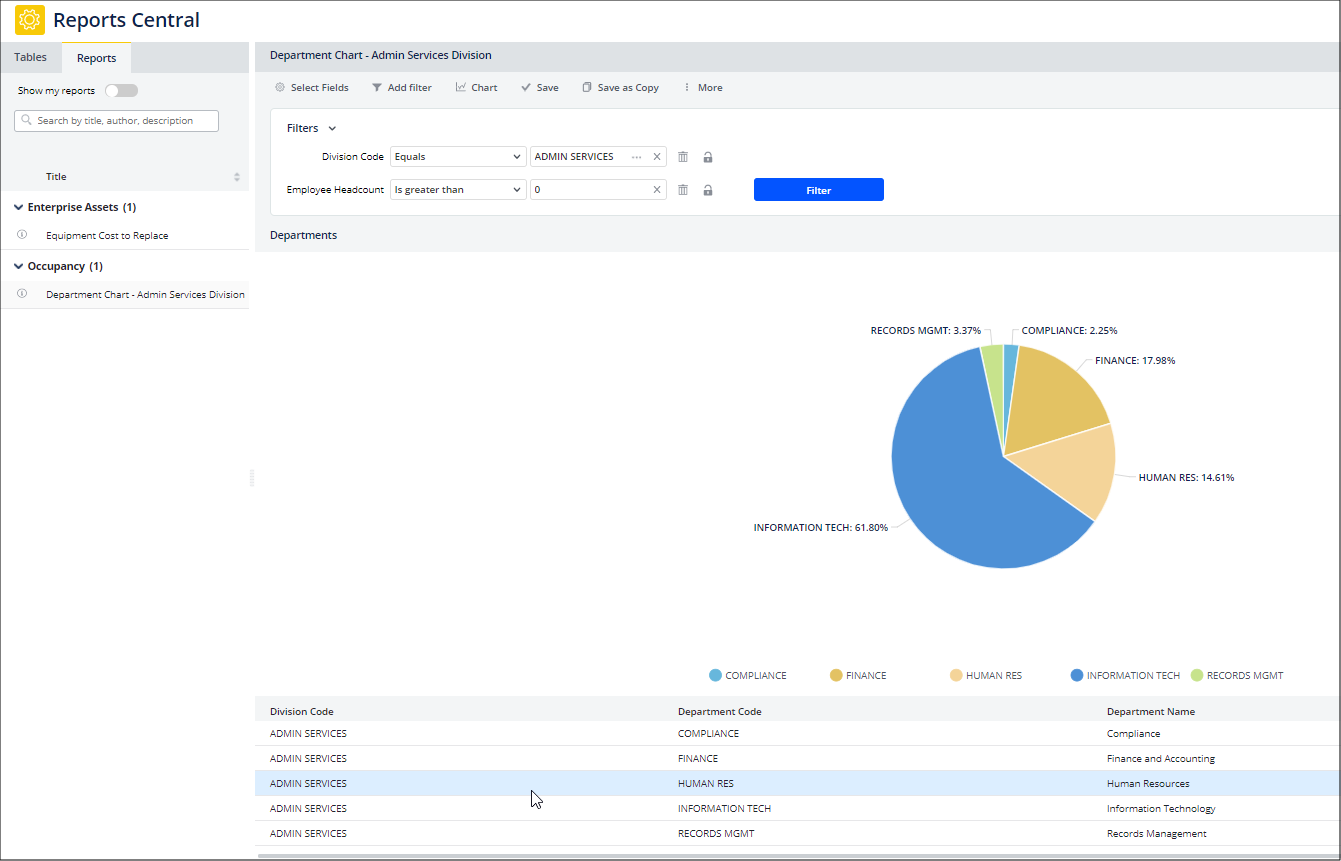 Reports Central
Tables Reports
Show my reports
Search by title, author, description
Title
Enterprise Assets (1)
Equipment Cost to Replace
Occupancy (1)
Department Chart - Admin Services Division
Department Chart - Admin Services Division
Select Fields Add filter Chart Save Save as Copy More
Filters
Division Code Equals ADMIN SERVICES
Employee Headcount Is greater than 0 Filter
Departments
RECORDS MGMT: 3.37% COMPLIANCE: 2.25%
FINANCE: 17.98%
HUMAN RES: 14.61%
INFORMATION TECH: 61.80%
COMPLIANCE FINANCE HUMAN RES INFORMATION TECH RECORDS MGMT
Division Code Department Code Department Name
ADMIN SERVICES COMPLIANCE Compliance
ADMIN SERVICES FINANCE Finance and Accounting
ADMIN SERVICES HUMAN RES Human Resources
ADMIN SERVICES INFORMATION TECH Information Technology
ADMIN SERVICES RECORDS MGMT Records Management